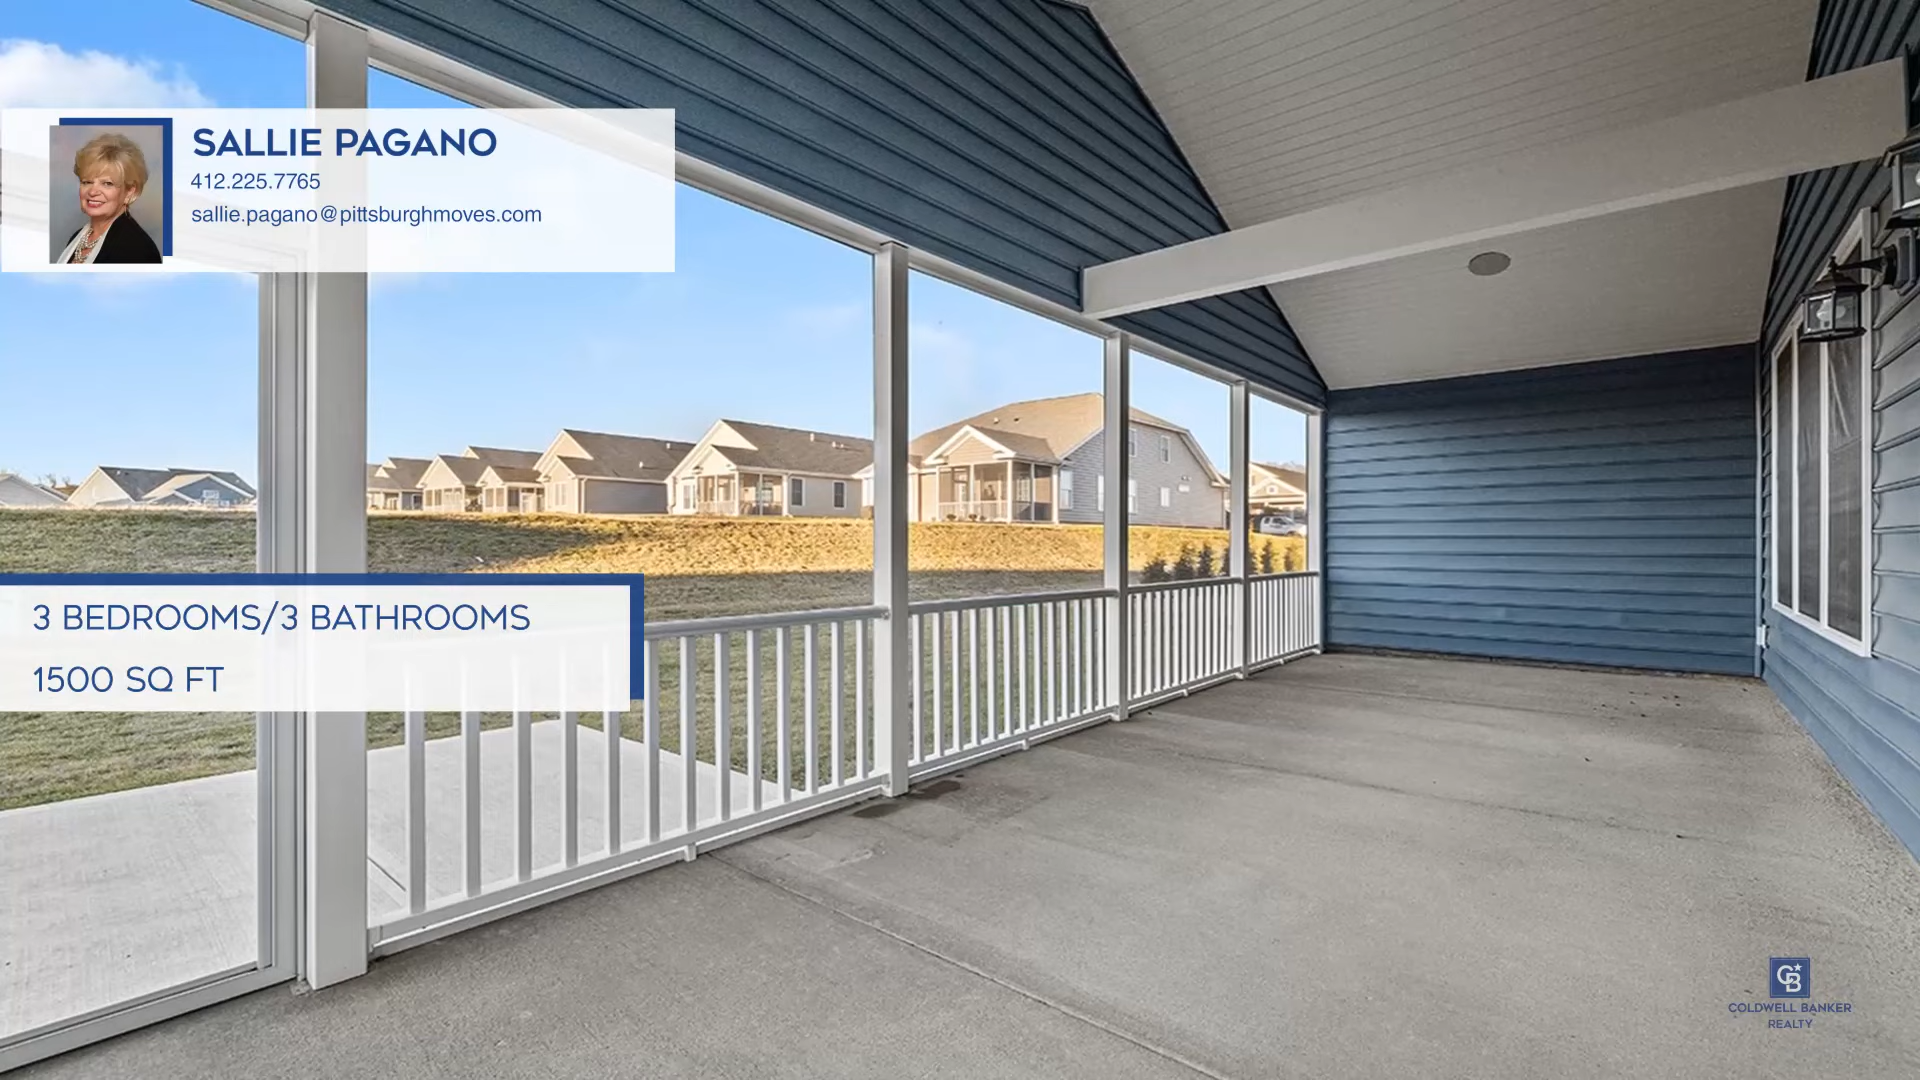 SALLIE PAGANO
412.225.7765
sallie.pagano@pittsburghmoves.com
3 BEDROOMS/3 BATHROOMS
1500 SQ FT
CB
COLDWELL BANKER
REALTY